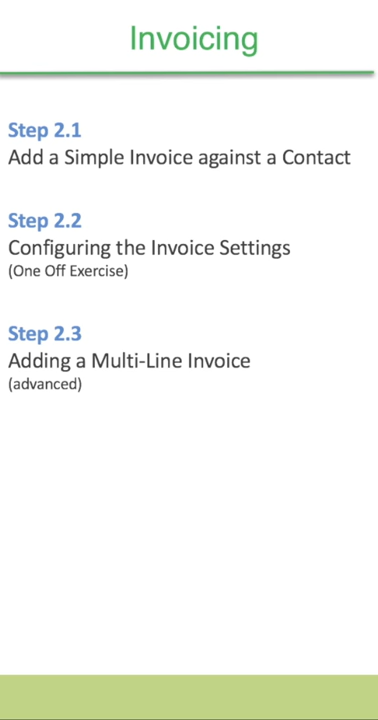 Invoicing
Step 2.1
Add a Simple Invoice against a Contact
Step 2.2
Configuring the Invoice Settings
(One Off Exercise)
Step 2.3
Adding a Multi-Line Invoice
(advanced)